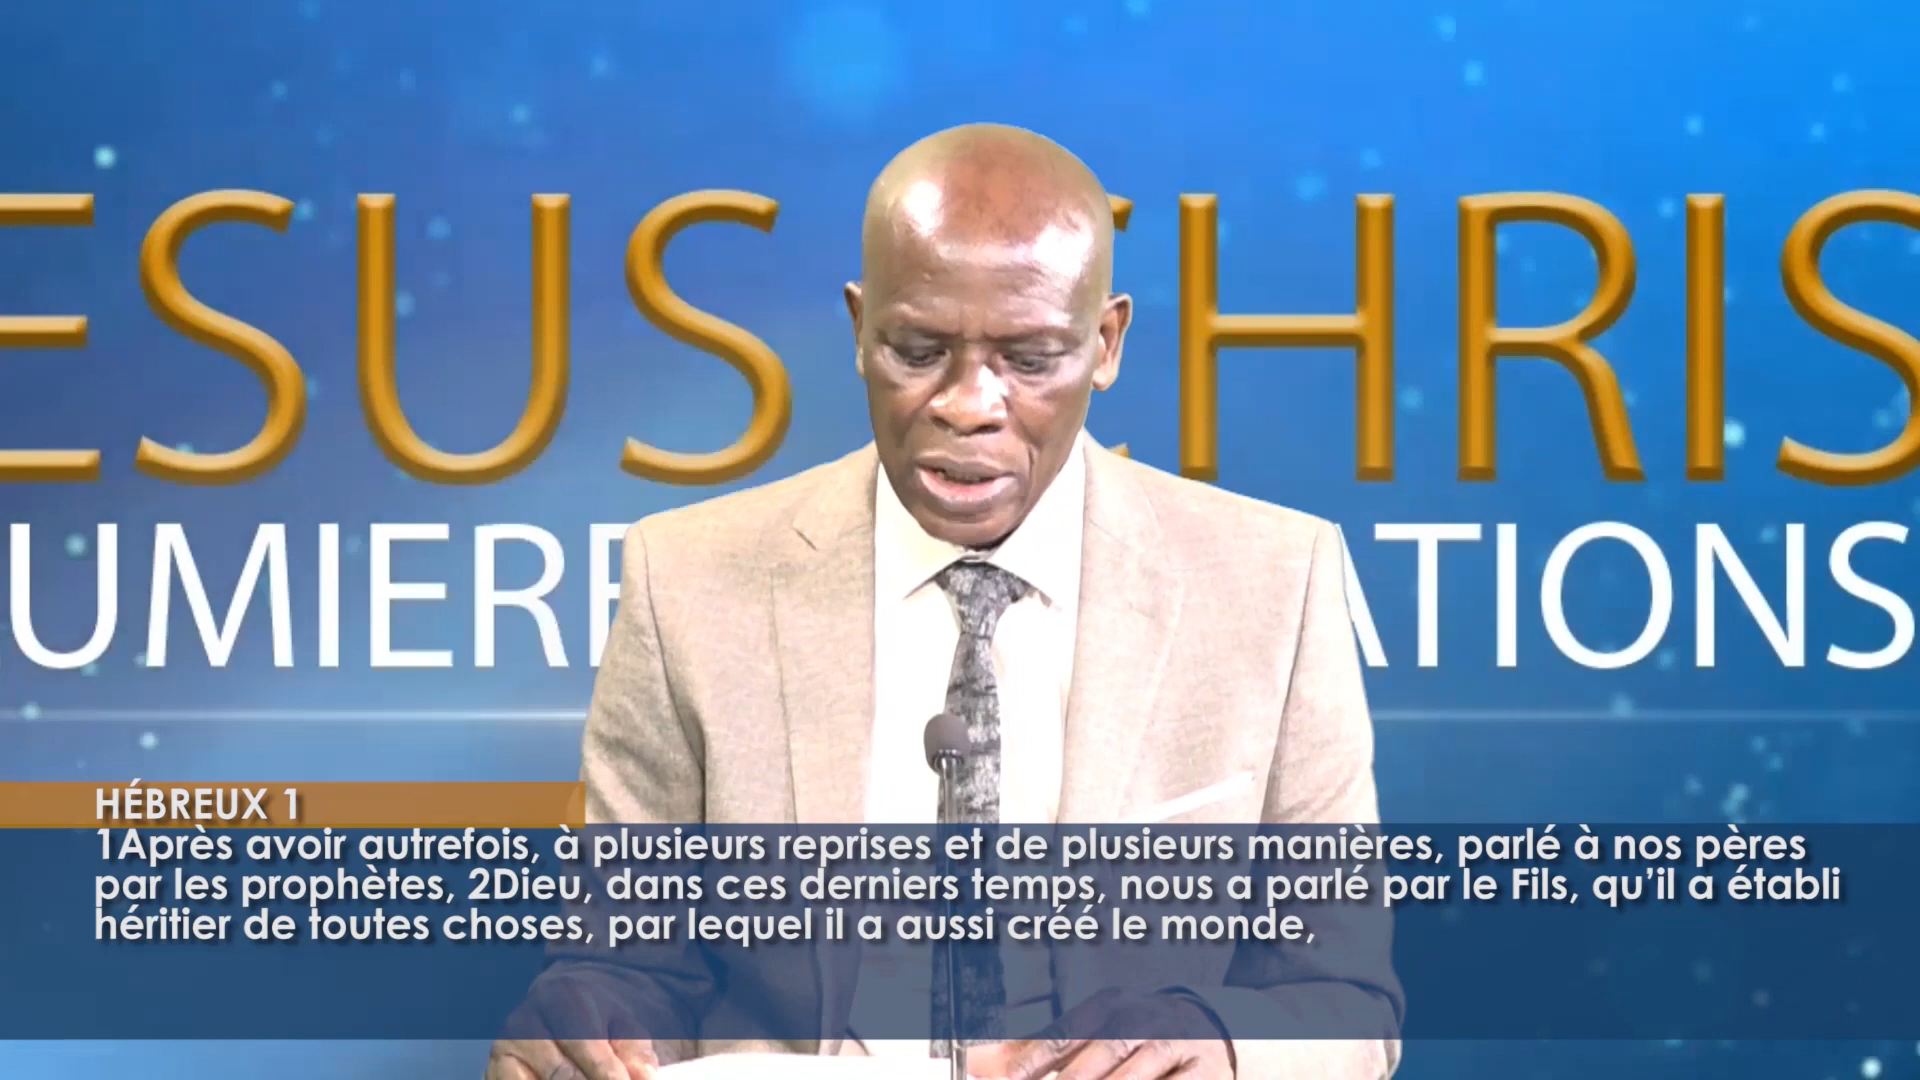 ESUS CHRIS
UMIERE ATIONS
HÉBREUX 1
1Après avoir autrefois, à plusieurs reprises et de plusieurs manières, parlé à nos pères
par les prophètes, 2Dieu, dans ces derniers temps, nous a parlé par le Fils, qu’il a établi
héritier de toutes choses, par lequel il a aussi créé le monde,